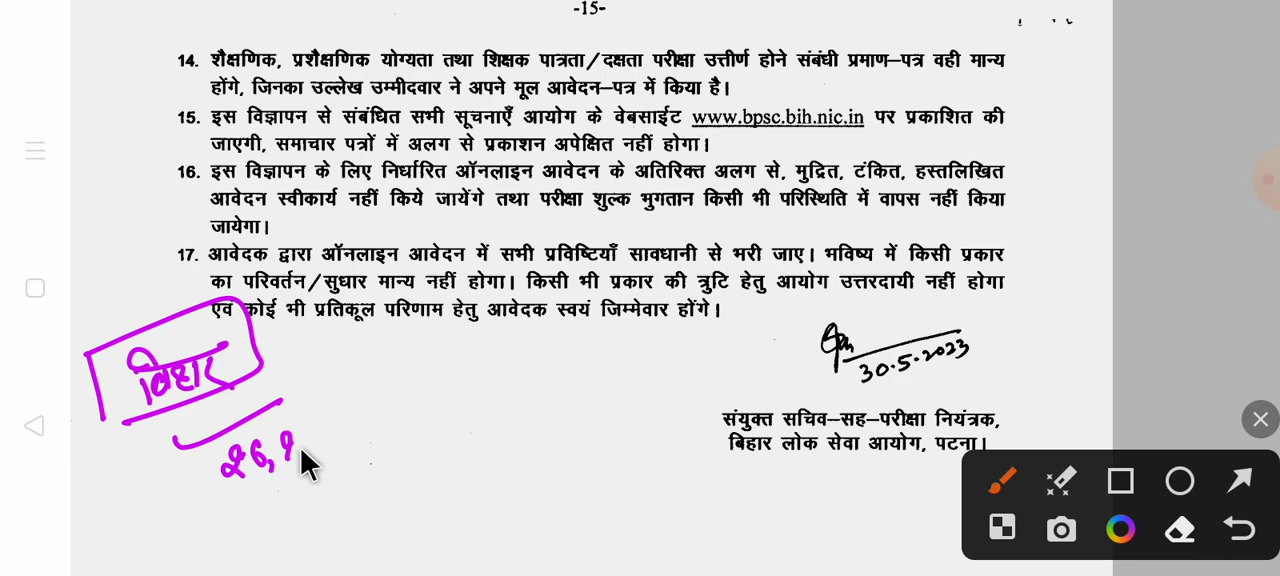 -15-
14. शैक्षणिक, प्रशैक्षणिक योग्यता तथा शिक्षक पात्रता/दक्षता परीक्षा उत्तीर्ण होने संबंधी प्रमाण–पत्र वही मान्य
होंगे, जिनका उल्लेख उम्मीदवार ने अपने मूल आवेदन–पत्र में किया है।
15. इस विज्ञापन से संबंधित सभी सूचनाएँ आयोग के वेबसाईट www.bpsc.bih.nic.in पर प्रकाशित की
जाएगी, समाचार पत्रों में अलग से प्रकाशन अपेक्षित नहीं होगा।
16. इस विज्ञापन के लिए निर्धारित ऑनलाइन आवेदन के अतिरिक्त अलग से, मुद्रित, टंकित, हस्तलिखित
आवेदन स्वीकार्य नहीं किये जायेंगे तथा परीक्षा शुल्क भुगतान किसी भी परिस्थिति में वापस नहीं किया
जायेगा।
17. आवेदक द्वारा ऑनलाइन आवेदन में सभी प्रविष्टियाँ सावधानी से भरी जाए। भविष्य में किसी प्रकार
का परिवर्तन/सुधार मान्य नहीं होगा। किसी भी प्रकार की त्रुटि हेतु आयोग उत्तरदायी नहीं होगा
एवं कोई भी प्रतिकूल परिणाम हेतु आवेदक स्वयं जिम्मेवार होंगे।
बिहार
30.5.2023
संयुक्त सचिव–सह–परीक्षा नियंत्रक,
बिहार लोक सेवा आयोग, पटना।